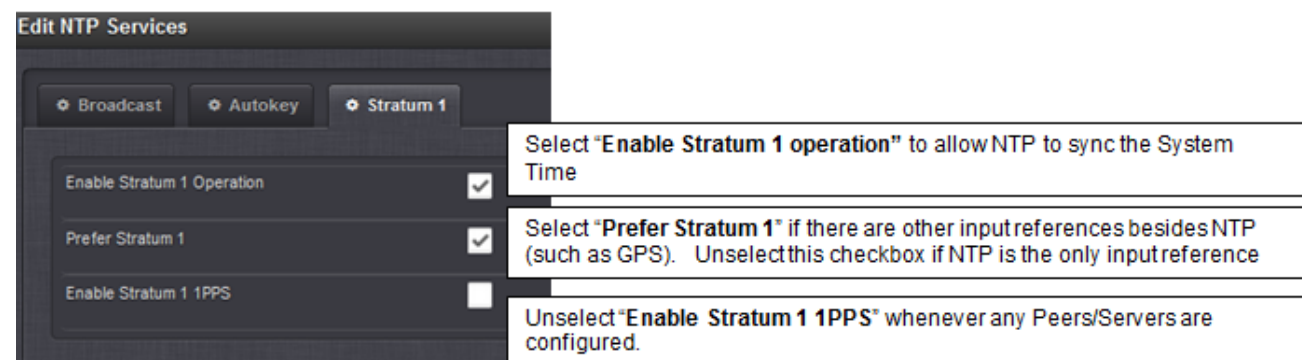 Edit NTP Services
Broadcast
Autokey
Stratum 1
Enable Stratum 1 Operation
Select “Enable Stratum 1 operation” to allow NTP to sync the System
Time
Prefer Stratum 1
Select “Prefer Stratum 1” if there are other input references besides NTP
(such as GPS). Unselect this checkbox if NTP is the only input reference
Enable Stratum 1 1PPS
Unselect “Enable Stratum 1 1PPS” whenever any Peers/Servers are
configured.